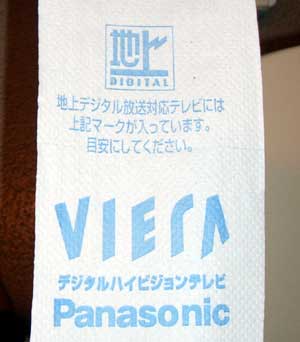 地上
DIGITAL
地上デジタル放送対応テレビには
上記マークが入っています。
目安にしてください。
VIERA
デジタルハイビジョンテレビ
Panasonic